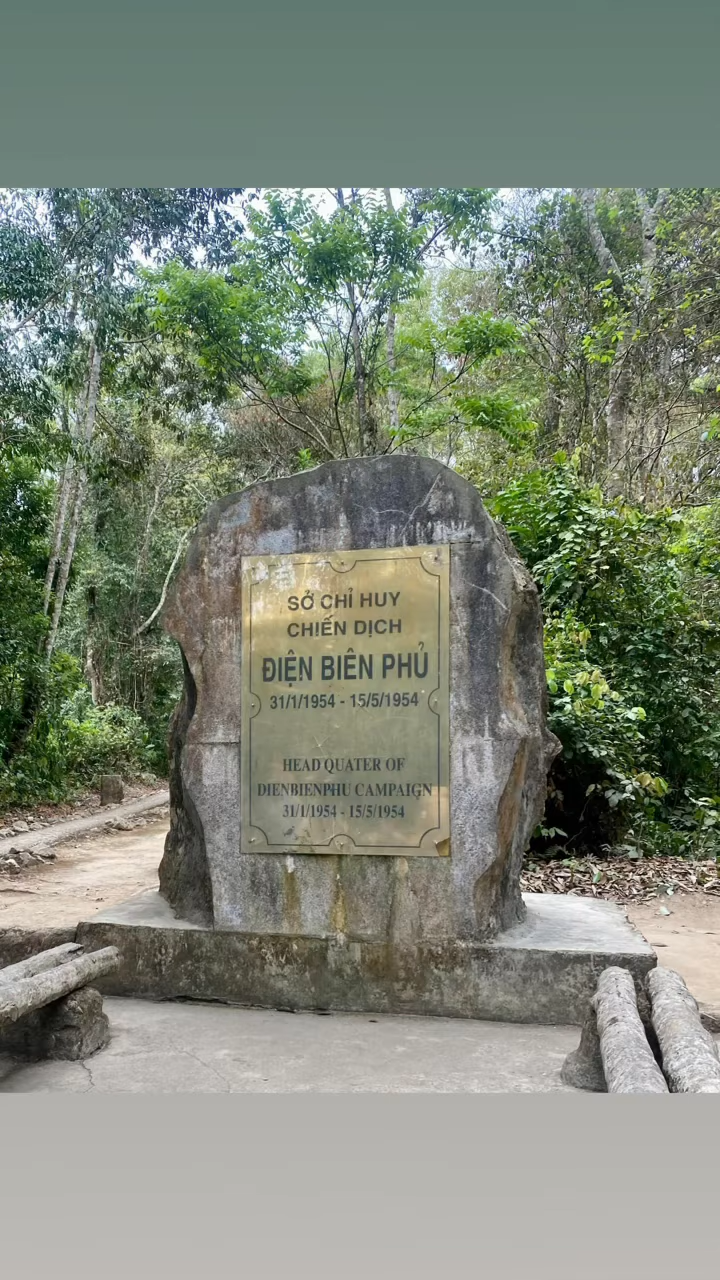 SỞ CHỈ HUY
CHIẾN DỊCH
ĐIỆN BIÊN PHỦ
31/1/1954 - 15/5/1954
HEAD QUATER OF
DIENBIENPHU CAMPAIGN
31/1/1954 - 15/5/1954